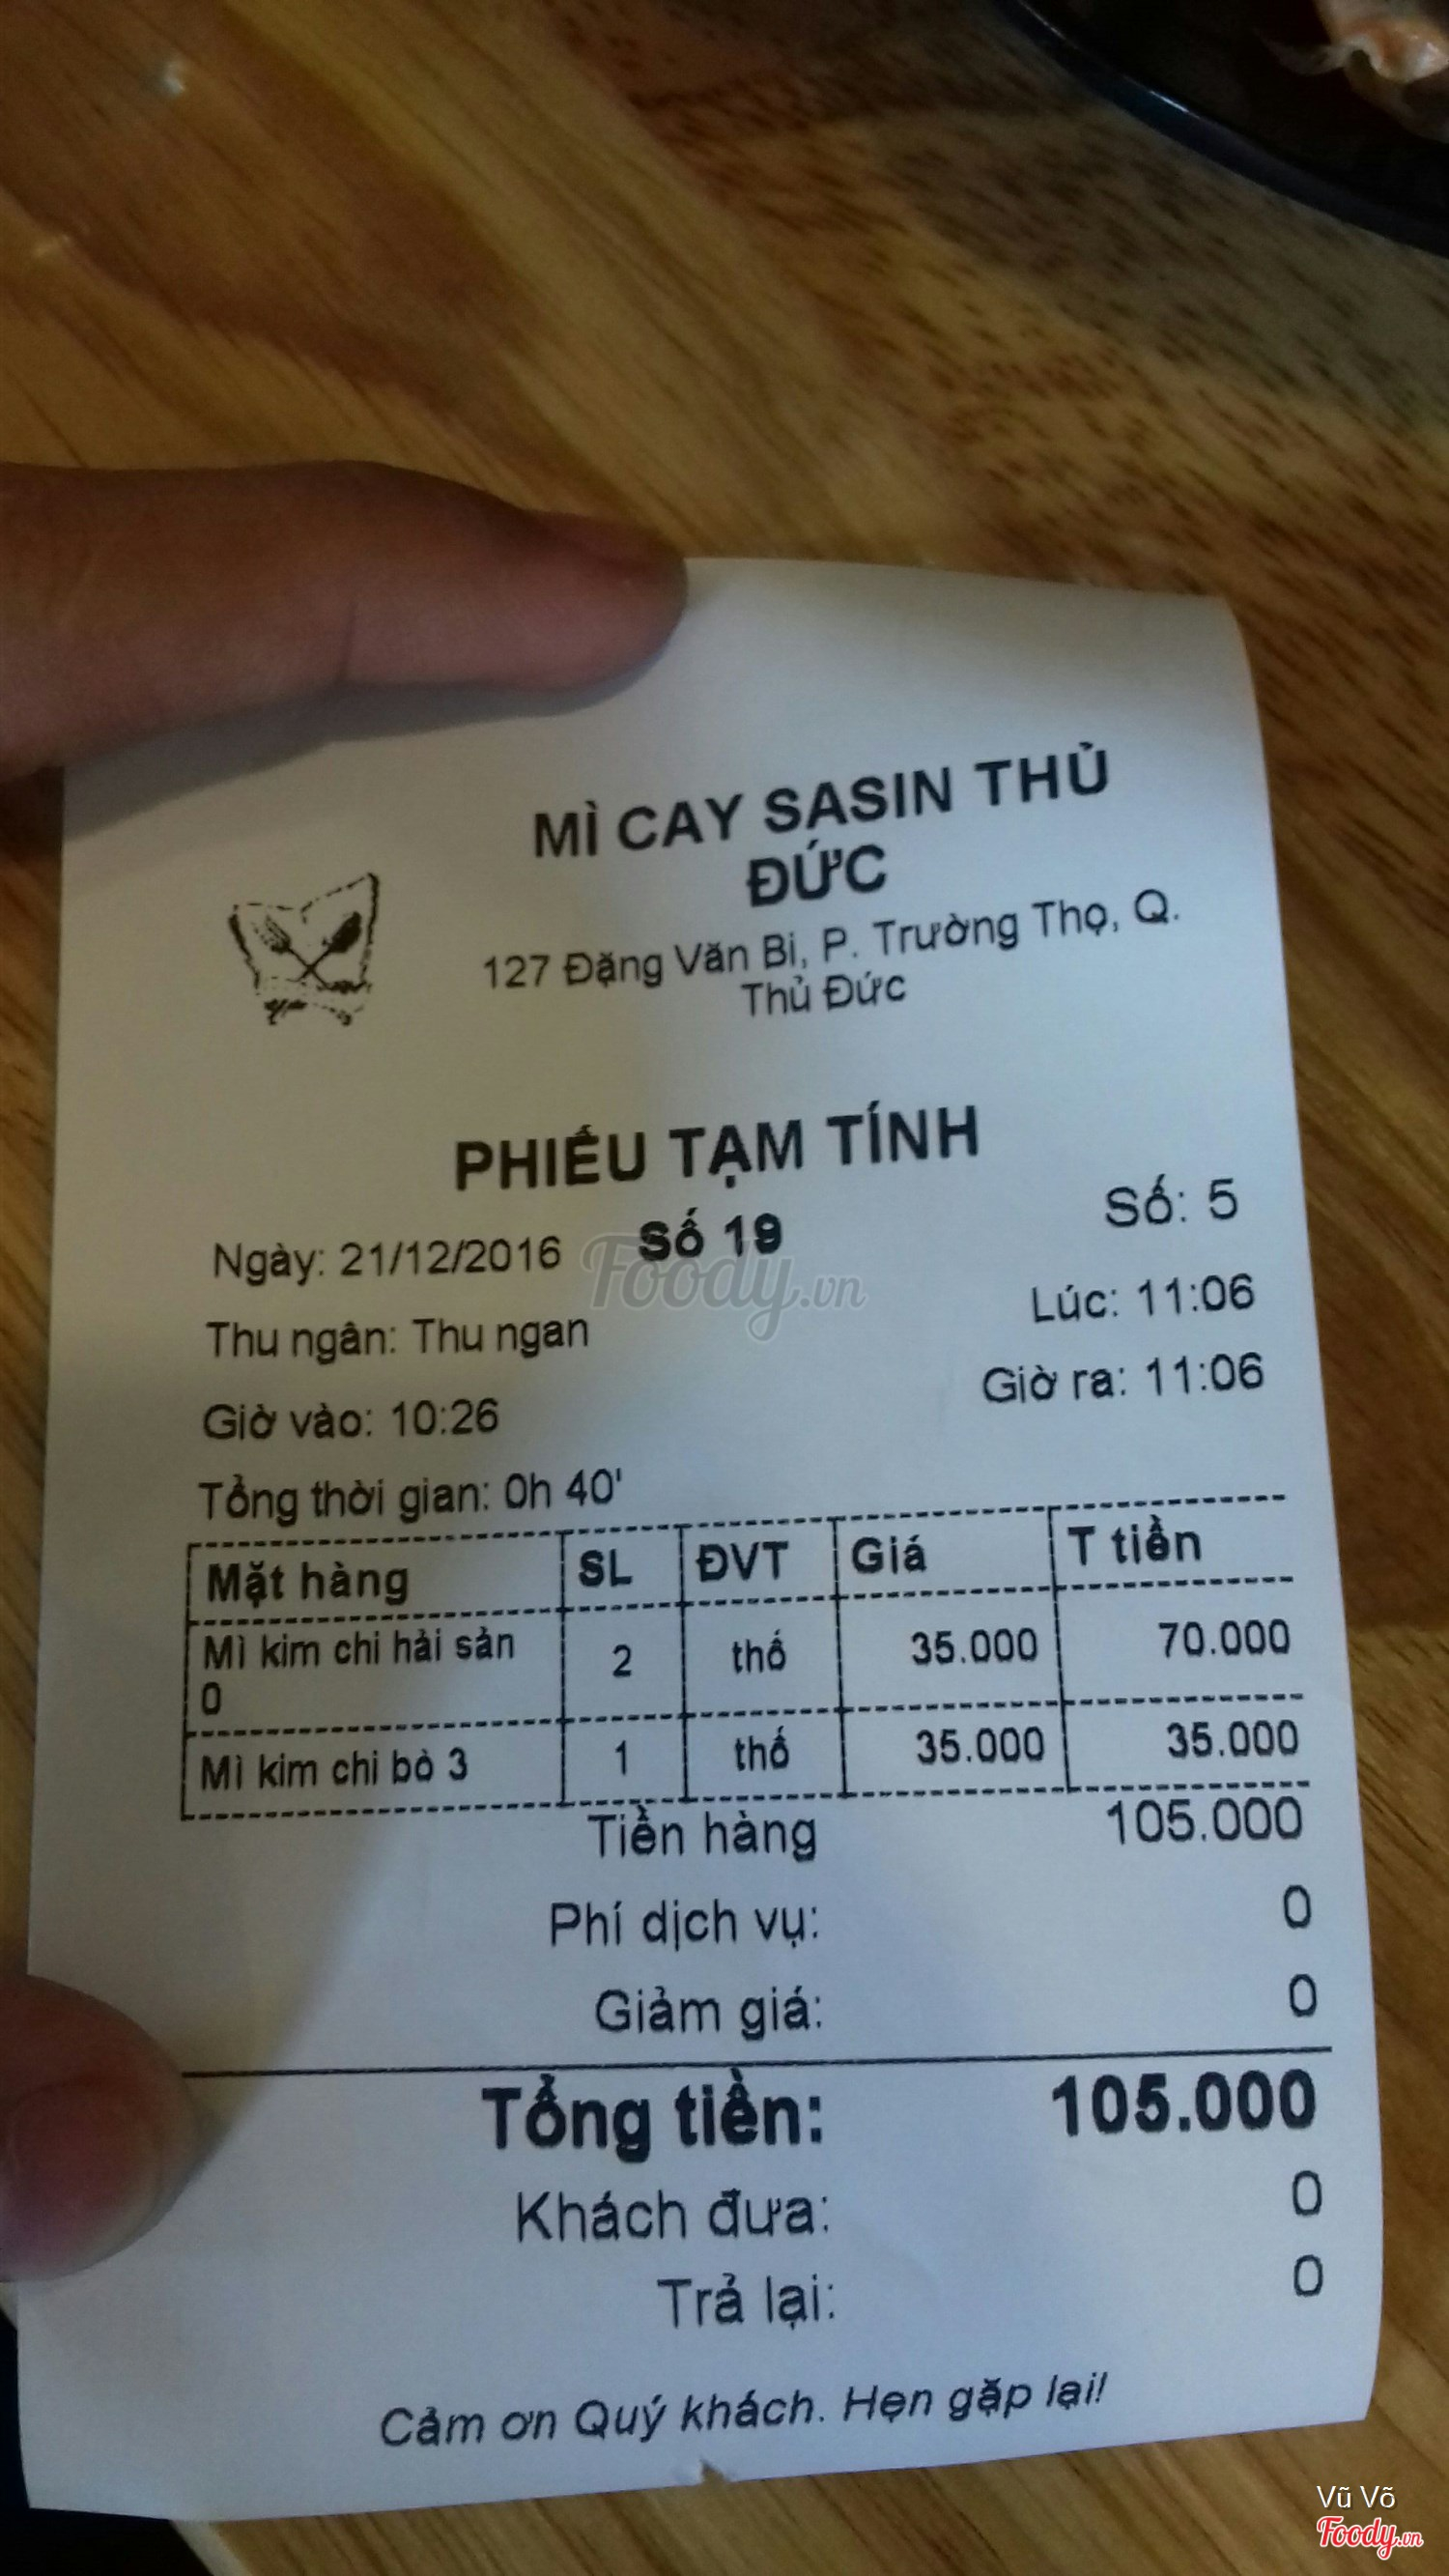 MÌ CAY SASIN THỦ
ĐỨC
127 Đặng Văn Bi, P. Trường Thọ, Q.
Thủ Đức
PHIẾU TẠM TÍNH
Số 19
Số: 5
Ngày: 21/12/2016
Lúc: 11:06
Thu ngân: Thu ngan
Giờ vào: 10:26
Giờ ra: 11:06
Tổng thời gian: 0h 40'
Mặt hàng SL ĐVT Giá T tiền
Mì kim chi hải sản
0 2 thố 35.000 70.000
Mì kim chi bò 3 1 thố 35.000 35.000
Tiền hàng 105.000
Phí dịch vụ: 0
Giảm giá: 0
Tổng tiền: 105.000
Khách đưa: 0
Trả lại: 0
Cảm ơn Quý khách. Hẹn gặp lại!
Foody.vn
Vũ Võ
Foody.vn